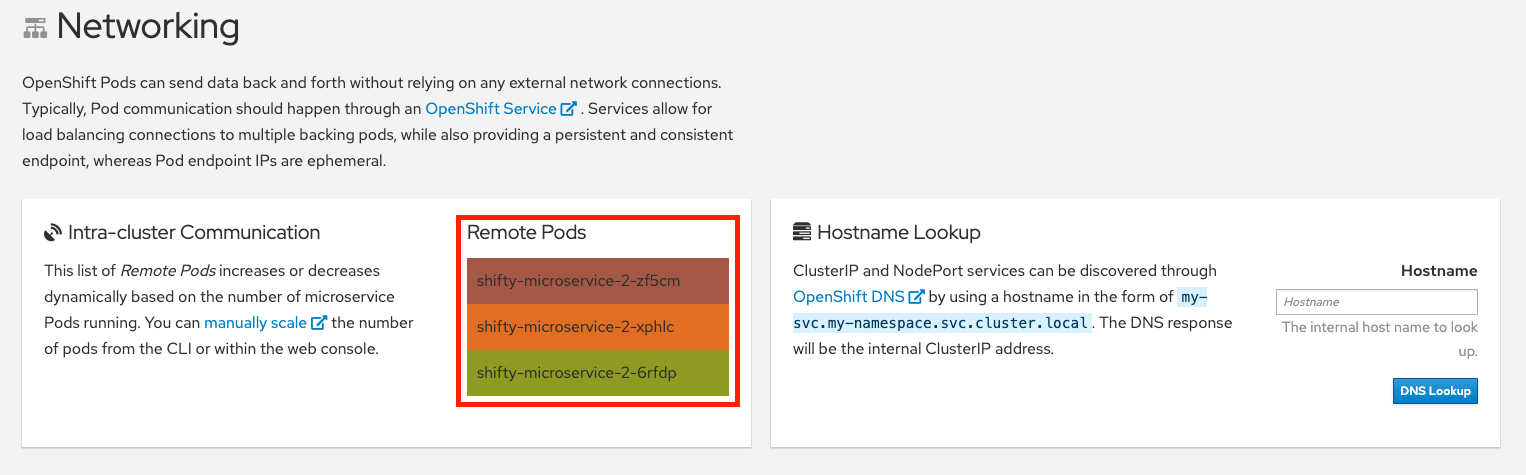 Networking
OpenShift Pods can send data back and forth without relying on any external network connections.
Typically, Pod communication should happen through an OpenShift Service . Services allow for
load balancing connections to multiple backing pods, while also providing a persistent and consistent
endpoint, whereas Pod endpoint IPs are ephemeral.
Intra-cluster Communication
This list of Remote Pods increases or decreases
dynamically based on the number of microservice
Pods running. You can manually scale the number
of pods from the CLI or within the web console.
Remote Pods
shifty-microservice-2-zf5cm
shifty-microservice-2-xphlc
shifty-microservice-2-6rfdp
Hostname Lookup
ClusterIP and NodePort services can be discovered through
OpenShift DNS by using a hostname in the form of my-
svc.my-namespace.svc.cluster.local . The DNS response
will be the internal ClusterIP address.
Hostname
Hostname
The internal host name to look
up.
DNS Lookup